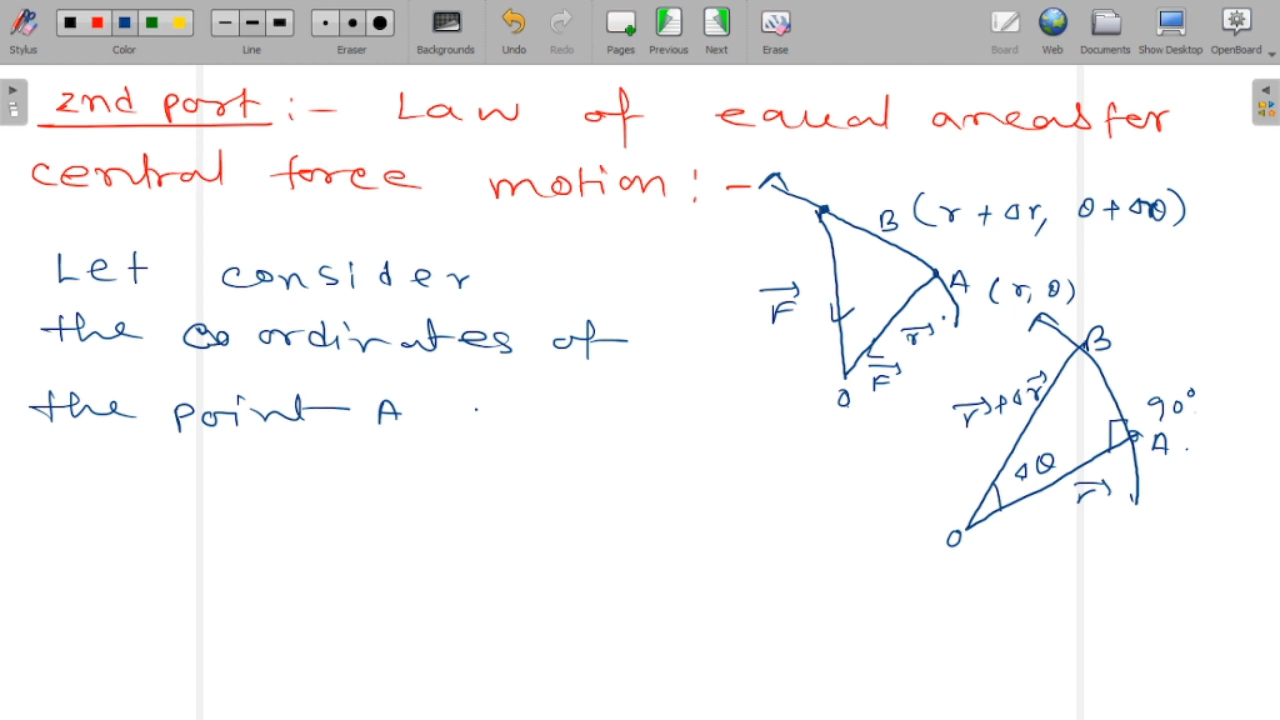 Stylus
Color
Line
Eraser
Backgrounds
Undo
Redo
Pages
Previous
Next
Erase
Board
Web
Documents
Show Desktop
OpenBoard
2nd part :- Law of equal areas for
central force motion :-
B (r + Δr, θ + Δθ)
F
A (r, θ)
r
F
O
Let consider
the coordinates of
the point A
B
r + Δr
90°
A
Δθ
r
O